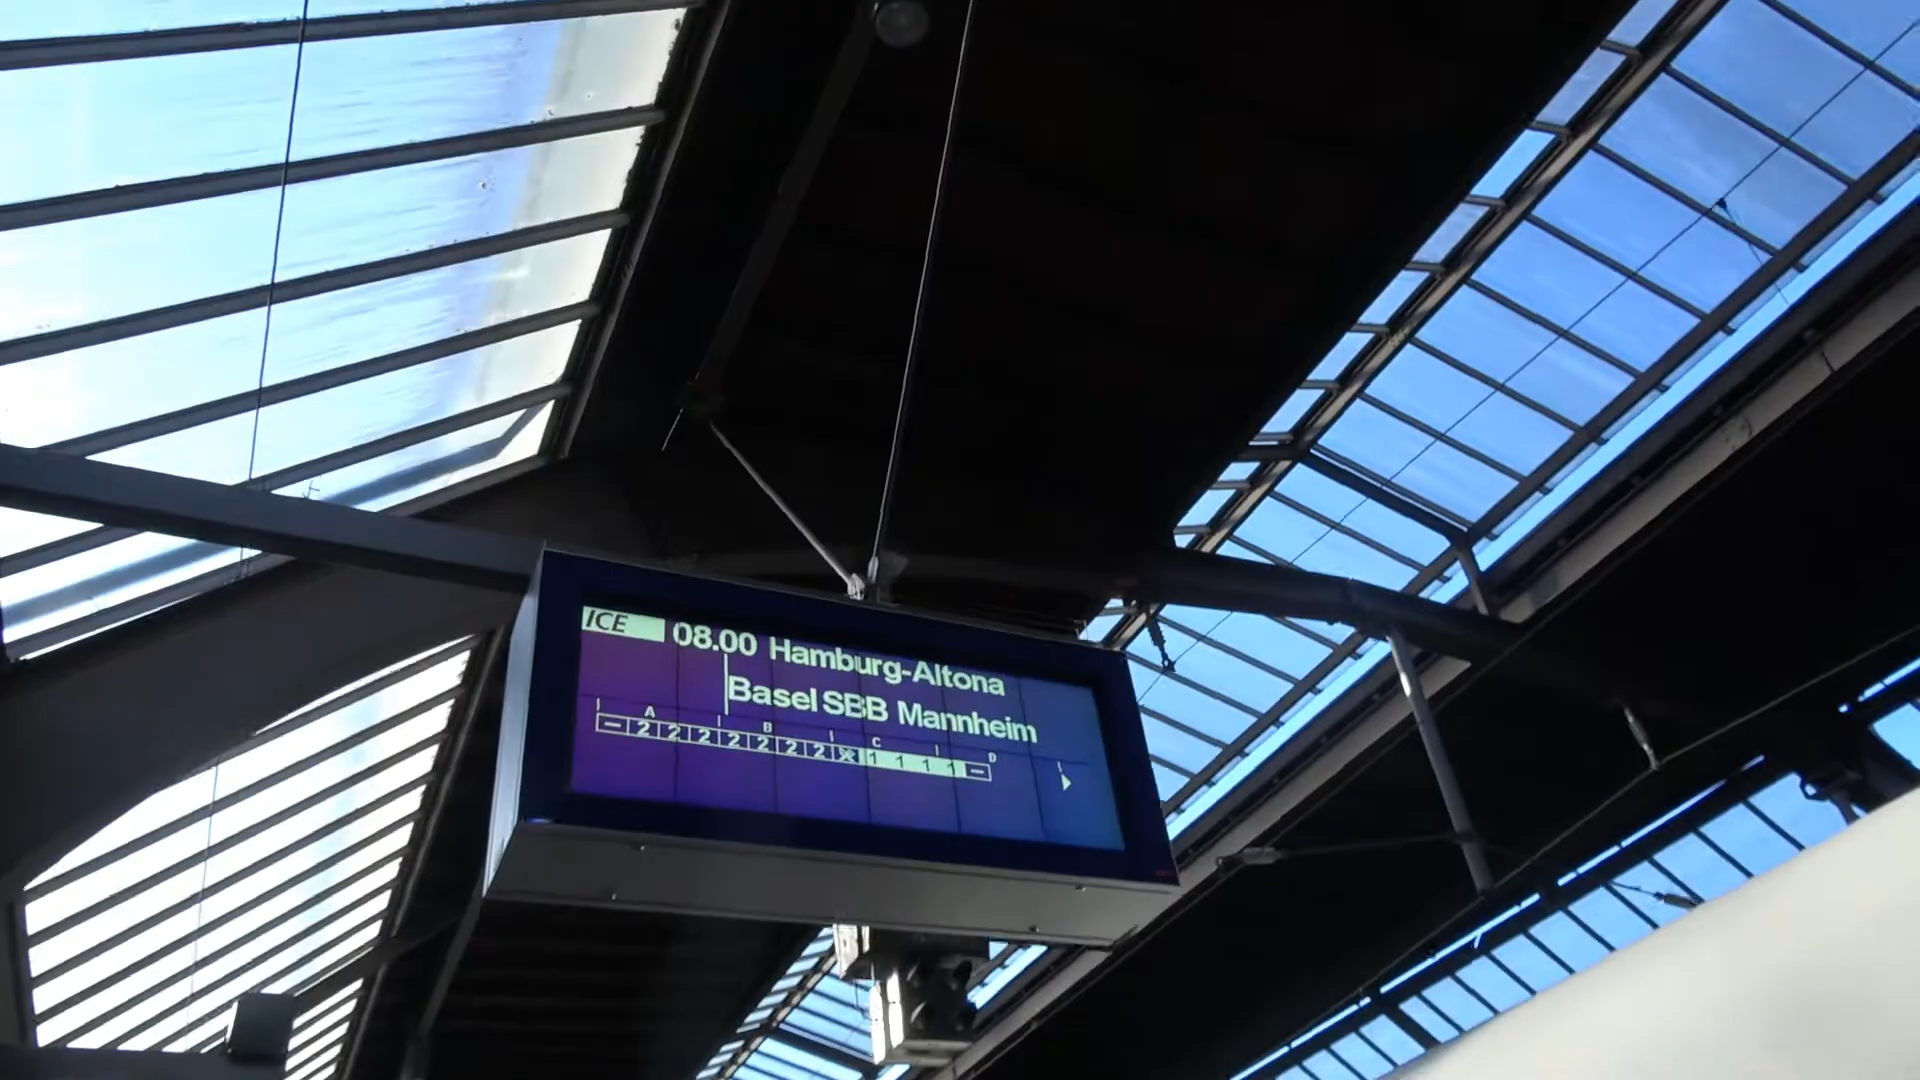 ICE 08.00 Hamburg-Altona
Basel SBB Mannheim
A B C D
2 2 2 2 2 2 2 1 1 1 1